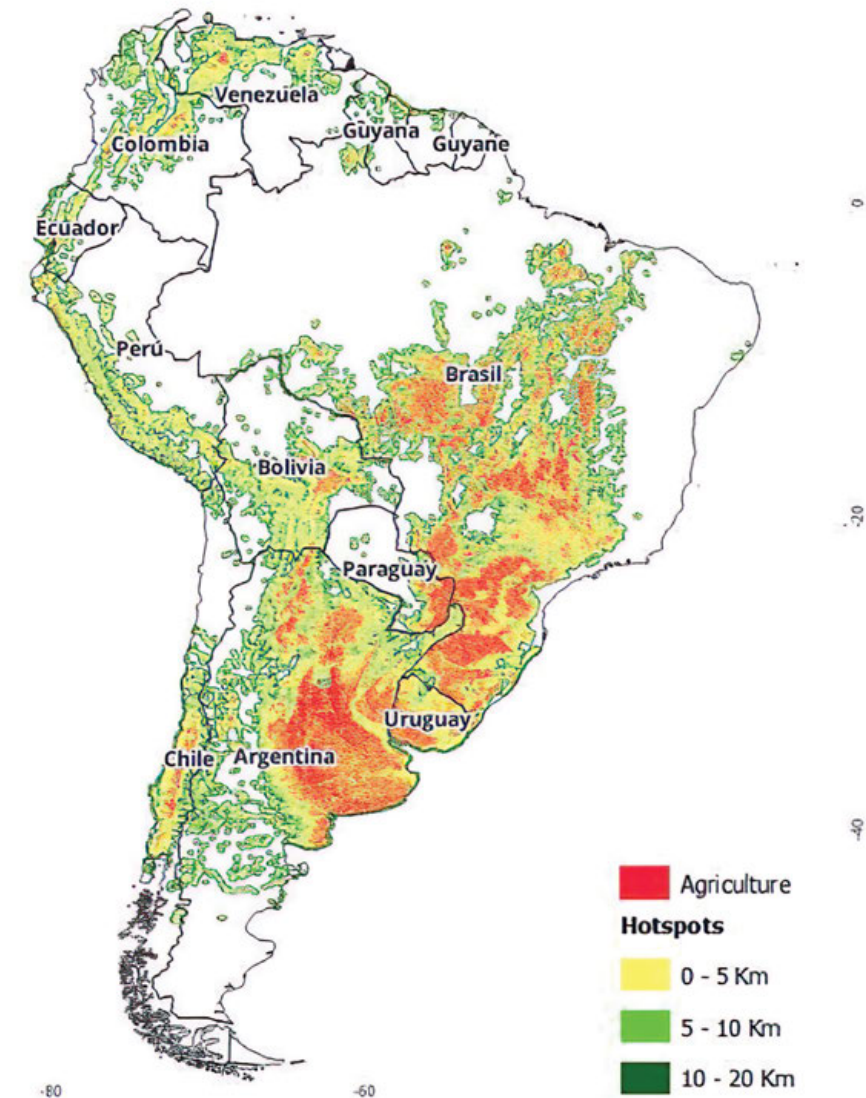 Venezuela
Guyana
Colombia
Guyane
Ecuador
0
Perú
Brasil
Bolivia
-20
Paraguay
Uruguay
Chile
Argentina
-40
Agriculture
Hotspots
0 - 5 Km
5 - 10 Km
10 - 20 Km
-80
-60